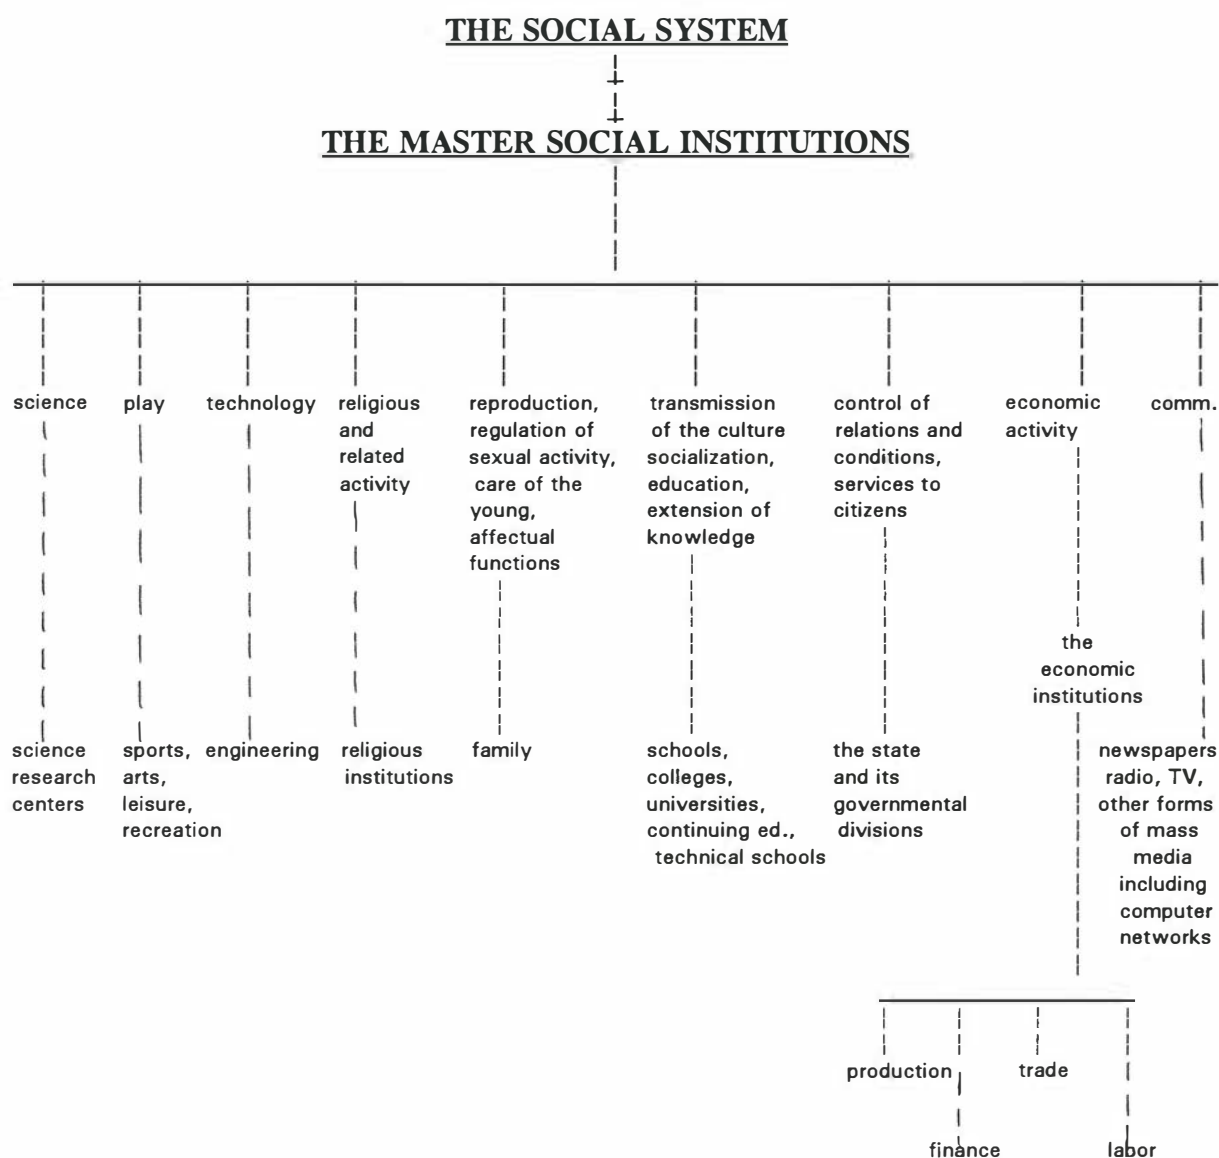 THE SOCIAL SYSTEM
THE MASTER SOCIAL INSTITUTIONS
science
play
technology
religious
and
related
activity
reproduction,
regulation of
sexual activity,
care of the
young,
affectual
functions
transmission
of the culture
socialization,
education,
extension of
knowledge
control of
relations and
conditions,
services to
citizens
economic
activity
comm.
the
economic
institutions
science
research
centers
sports,
arts,
leisure,
recreation
engineering
religious
institutions
family
schools,
colleges,
universities,
continuing ed.,
technical schools
the state
and its
governmental
divisions
newspapers
radio, TV,
other forms
of mass
media
including
computer
networks
production
trade
finance
labor